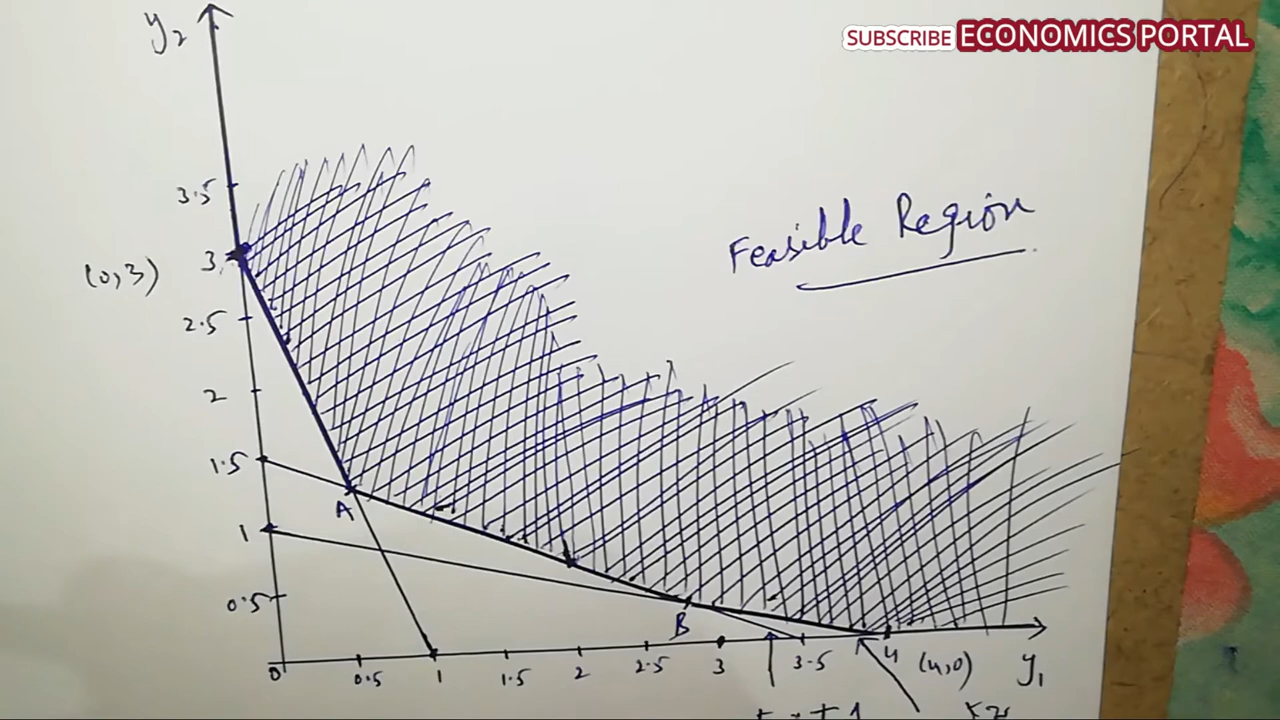 SUBSCRIBE ECONOMICS PORTAL
y₂
3.5
Feasible Region
(0,3)
3
2.5
2
1.5
A
1
0.5
B
0 0.5 1 1.5 2 2.5 3 3.5 4 (4,0) y₁